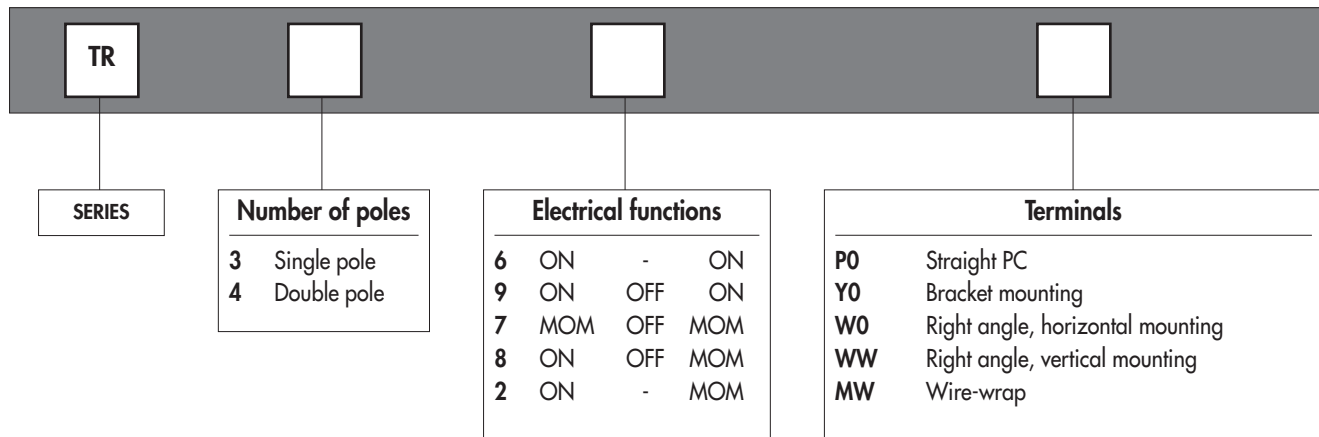 TR
SERIES
Number of poles
3 Single pole
4 Double pole
Electrical functions
6 ON - ON
9 ON OFF ON
7 MOM OFF MOM
8 ON OFF MOM
2 ON - MOM
Terminals
P0 Straight PC
Y0 Bracket mounting
W0 Right angle, horizontal mounting
WW Right angle, vertical mounting
MW Wire-wrap